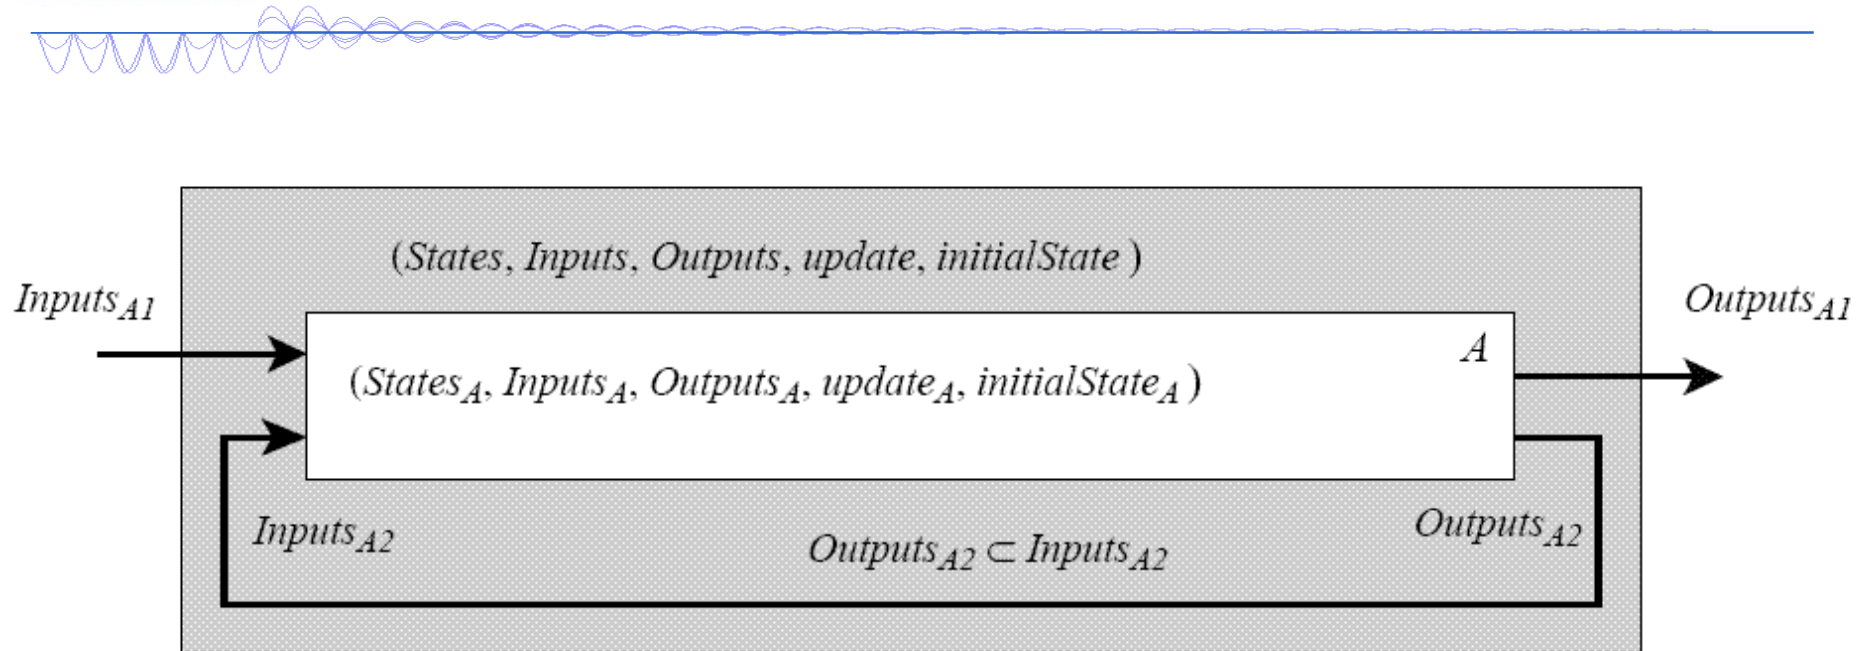 (States, Inputs, Outputs, update, initialState )
Inputs_A1
Outputs_A1
A
(States_A, Inputs_A, Outputs_A, update_A, initialState_A )
Inputs_A2
Outputs_A2
Outputs_A2 ⊂ Inputs_A2